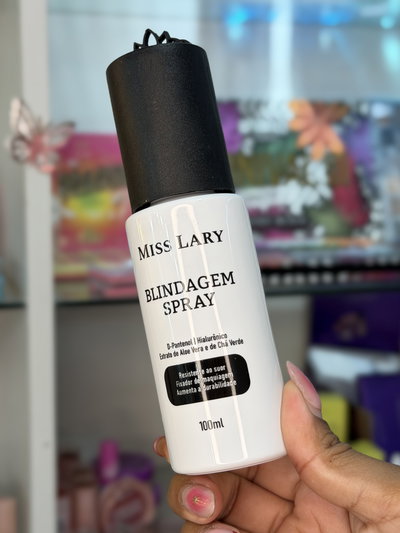 MISS LARY
BLINDAGEM
SPRAY
D-Pantenol | Hialurônico
Extrato de Aloe Vera e de Chá Verde
Resistente ao suor
Fixador de maquiagem
Aumenta a durabilidade
100ml